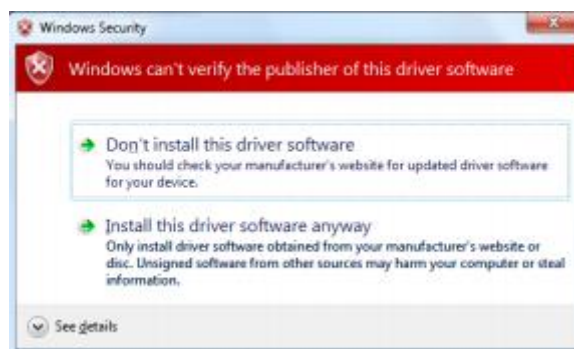 Windows Security
Windows can't verify the publisher of this driver software
Don't install this driver software
You should check your manufacturer's website for updated driver software
for your device.
Install this driver software anyway
Only install driver software obtained from your manufacturer's website or
disc. Unsigned software from other sources may harm your computer or steal
information.
See details